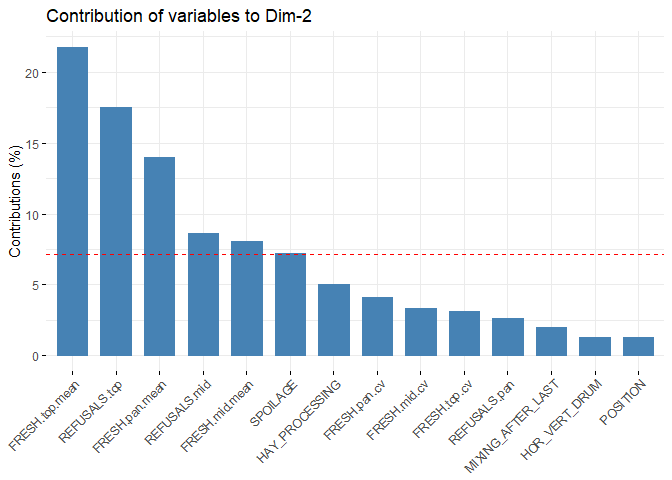 Contribution of variables to Dim-2
Contributions (%)
20
15
10
5
0
FRESH.top.mean
REFUSALS.top
FRESH.pan.mean
REFUSALS.mid
FRESH.mid.mean
SPOILAGE
HAY_PROCESSING
FRESH.pan.cv
FRESH.mid.cv
FRESH.top.cv
REFUSALS.pan
MIXING_AFTER_LAST
HOR_VERT_DRUM
POSITION